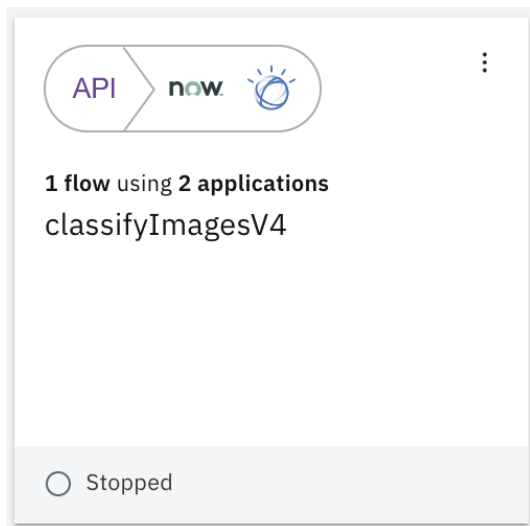 API now
1 flow using 2 applications
classifyImagesV4
Stopped